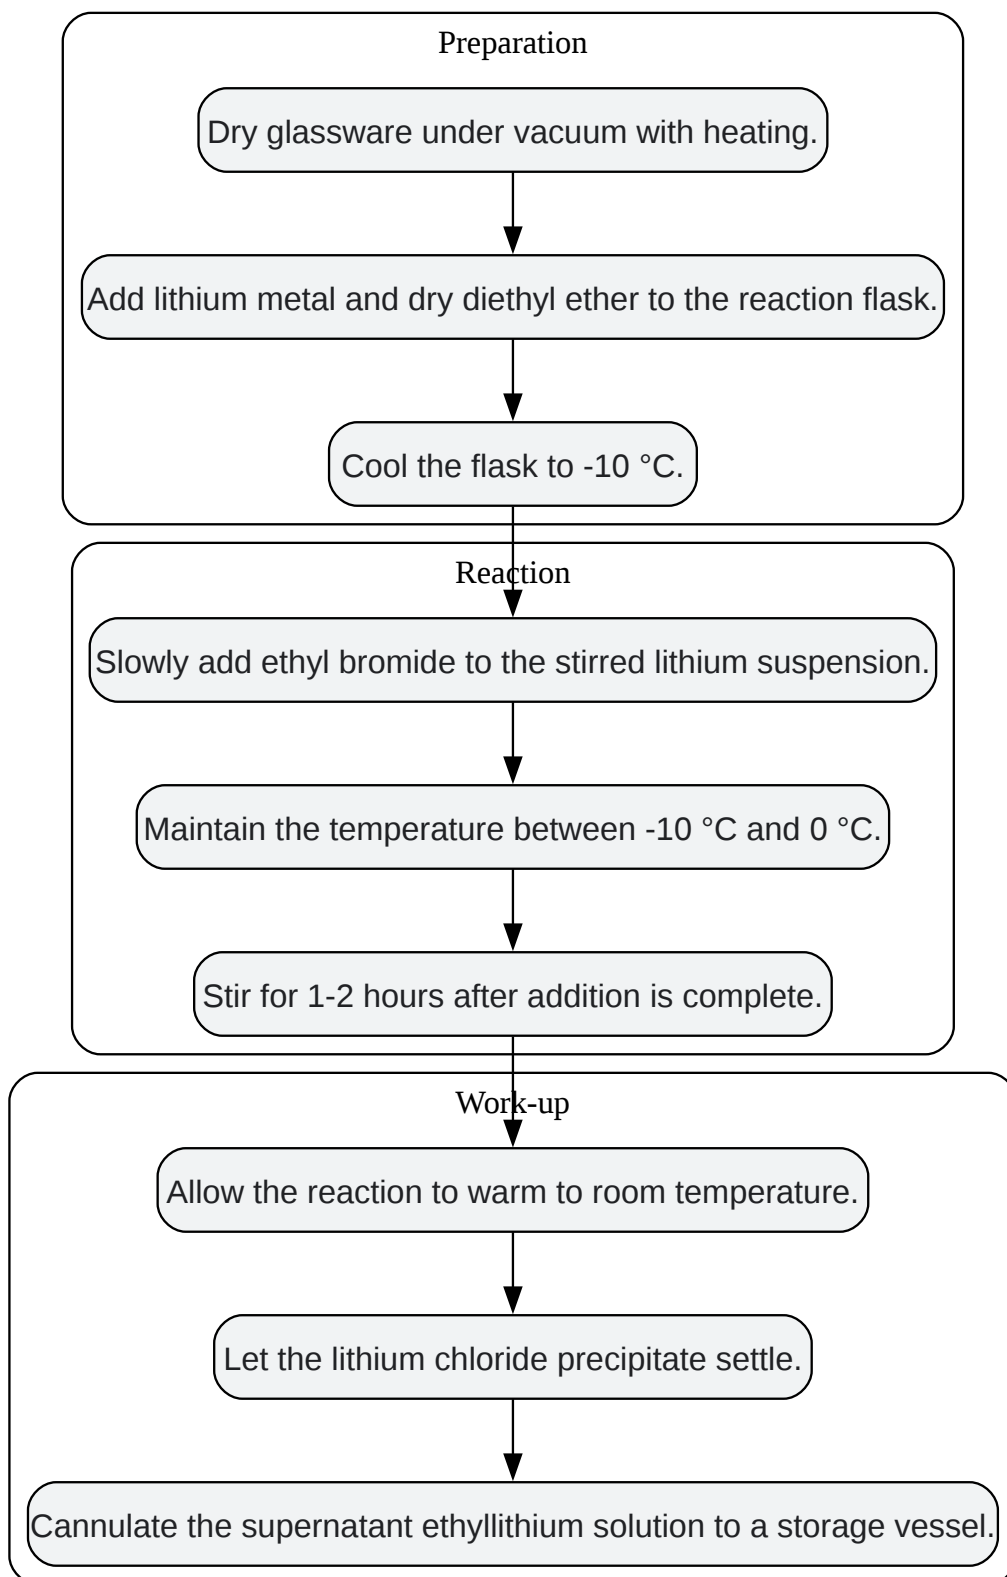 Preparation
Dry glassware under vacuum with heating.
Add lithium metal and dry diethyl ether to the reaction flask.
Cool the flask to -10 °C.
Reaction
Slowly add ethyl bromide to the stirred lithium suspension.
Maintain the temperature between -10 °C and 0 °C.
Stir for 1-2 hours after addition is complete.
Work-up
Allow the reaction to warm to room temperature.
Let the lithium chloride precipitate settle.
Cannulate the supernatant ethyllithium solution to a storage vessel.